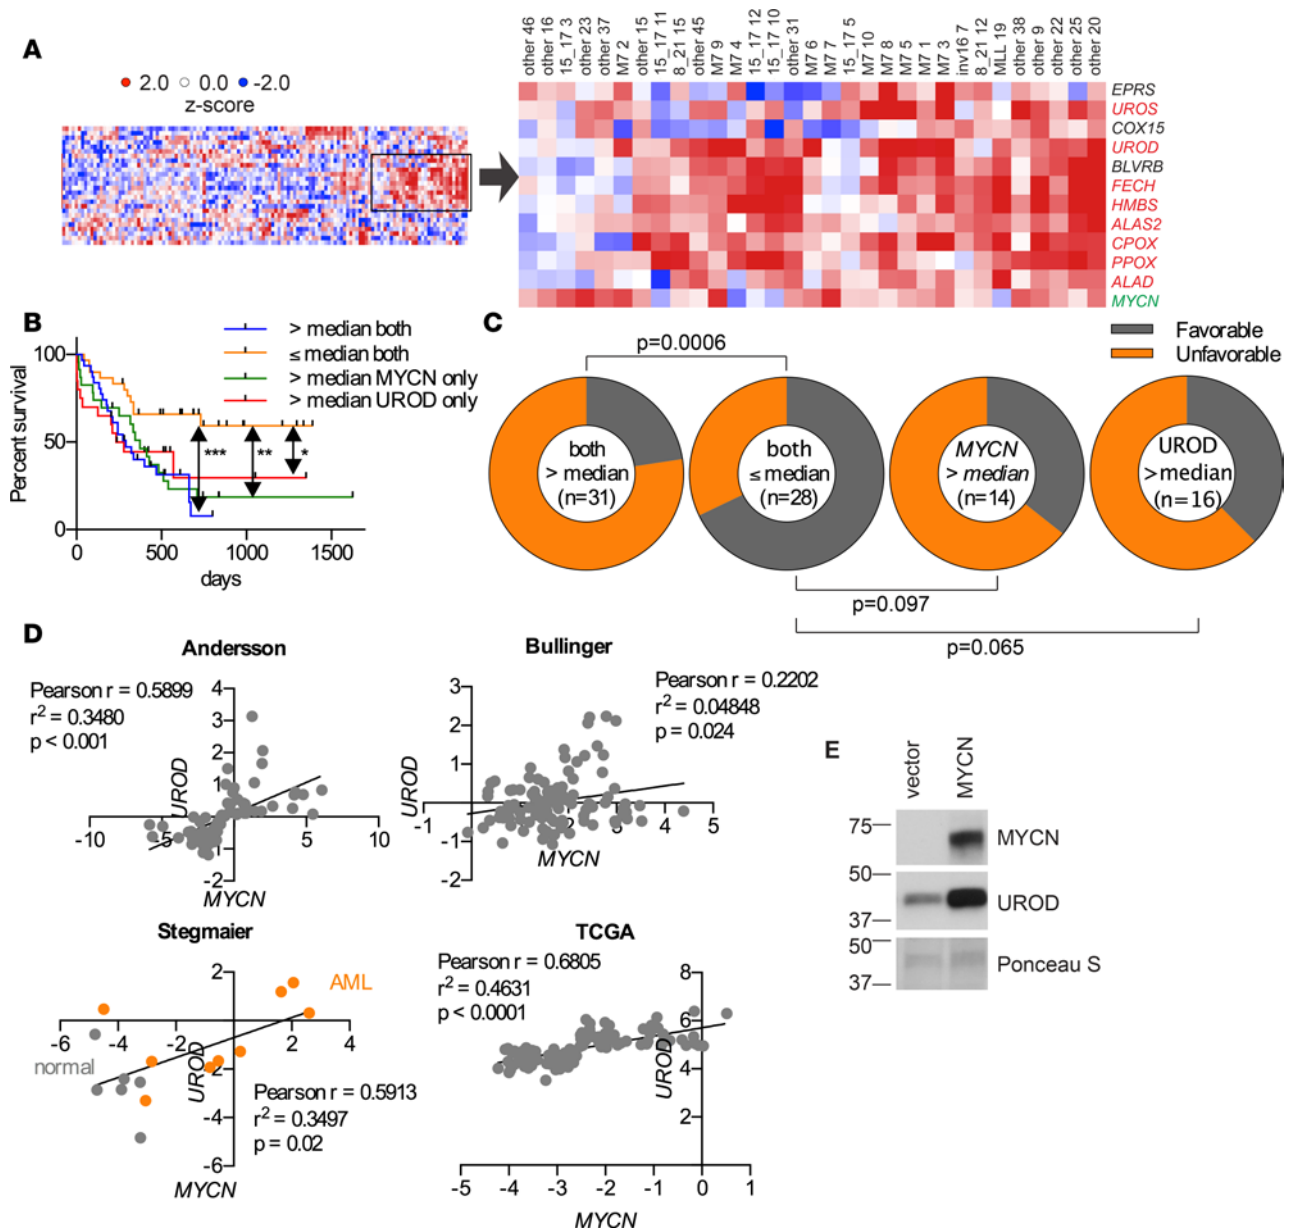 A
2.0 0.0 -2.0
z-score
other 46
other 16
15_17 3
other 23
other 37
M7 2
other 15
15_17 11
8_21 15
other 45
M7 9
M7 4
15_17 12
15_17 10
other 31
M7 6
M7 7
15_17 5
M7 10
M7 8
M7 5
M7 1
M7 3
inv16 7
8_21 12
MLL 19
other 38
other 9
other 22
other 25
other 20
EPRS
UROS
COX15
UROD
BLVRB
FECH
HMBS
ALAS2
CPOX
PPOX
ALAD
MYCN
B
> median both
≤ median both
> median MYCN only
> median UROD only
Percent survival
100
50
0
*** ** *
0 500 1000 1500
days
C
Favorable
Unfavorable
p=0.0006
both
> median
(n=31)
both
≤ median
(n=28)
MYCN
> median
(n=14)
UROD
>median
(n=16)
p=0.097
p=0.065
D
Andersson
Pearson r = 0.5899
r2 = 0.3480
p < 0.001
4
3
2
1
-2
-10 -5 5 10
UROD
MYCN
Bullinger
Pearson r = 0.2202
r2 = 0.04848
p = 0.024
3
2
1
-1
-2
-1 2 3 4 5
UROD
MYCN
Stegmaier
AML
normal
2
-2
-4
-6
-6 -4 -2 2 4
UROD
Pearson r = 0.5913
r2 = 0.3497
p = 0.02
MYCN
TCGA
Pearson r = 0.6805
r2 = 0.4631
p < 0.0001
8
6
4
2
UROD
-5 -4 -3 -2 -1 0 1
MYCN
E
vector
MYCN
75
MYCN
50
UROD
37
50
Ponceau S
37